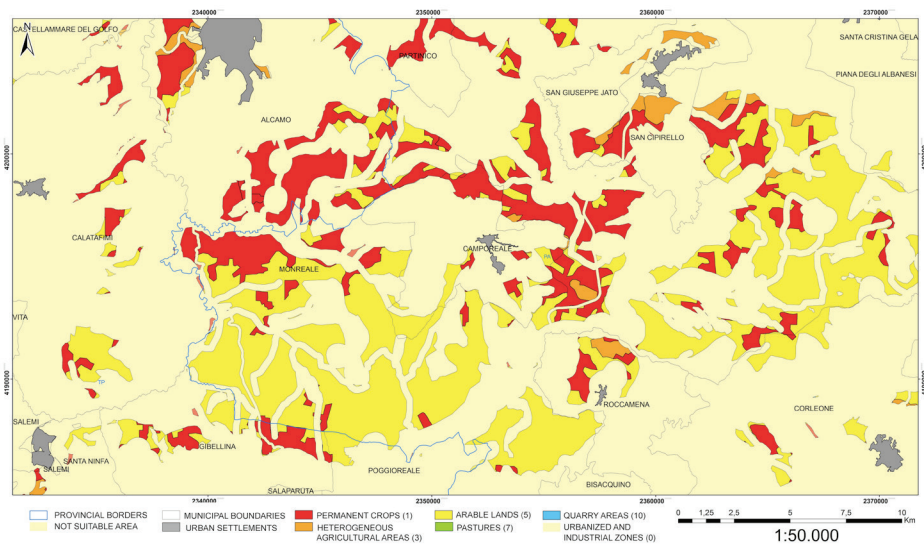 2340000 2350000 2360000 2370000
CASTELLAMMARE DEL GOLFO
N
PARTINICO
SANTA CRISTINA GELA
PIANA DEGLI ALBANESI
SAN GIUSEPPE JATO
ALCAMO
SAN CIPIRELLO
4200000
CALATAFIMI
CAMPOREALE
PA
MONREALE
VITA
TP
4190000
ROCCAMENA
CORLEONE
SALEMI
GIBELLINA
SANTA NINFA
SALEMI
POGGIOREALE
BISACQUINO
SALAPARUTA
2340000 2350000 2360000 2370000
PROVINCIAL BORDERS MUNICIPAL BOUNDARIES PERMANENT CROPS (1) ARABLE LANDS (5) QUARRY AREAS (10)
NOT SUITABLE AREA URBAN SETTLEMENTS HETEROGENEOUS AGRICULTURAL AREAS (3) PASTURES (7) URBANIZED AND INDUSTRIAL ZONES (0)
0 1,25 2,5 5 7,5 10 Km
1:50.000